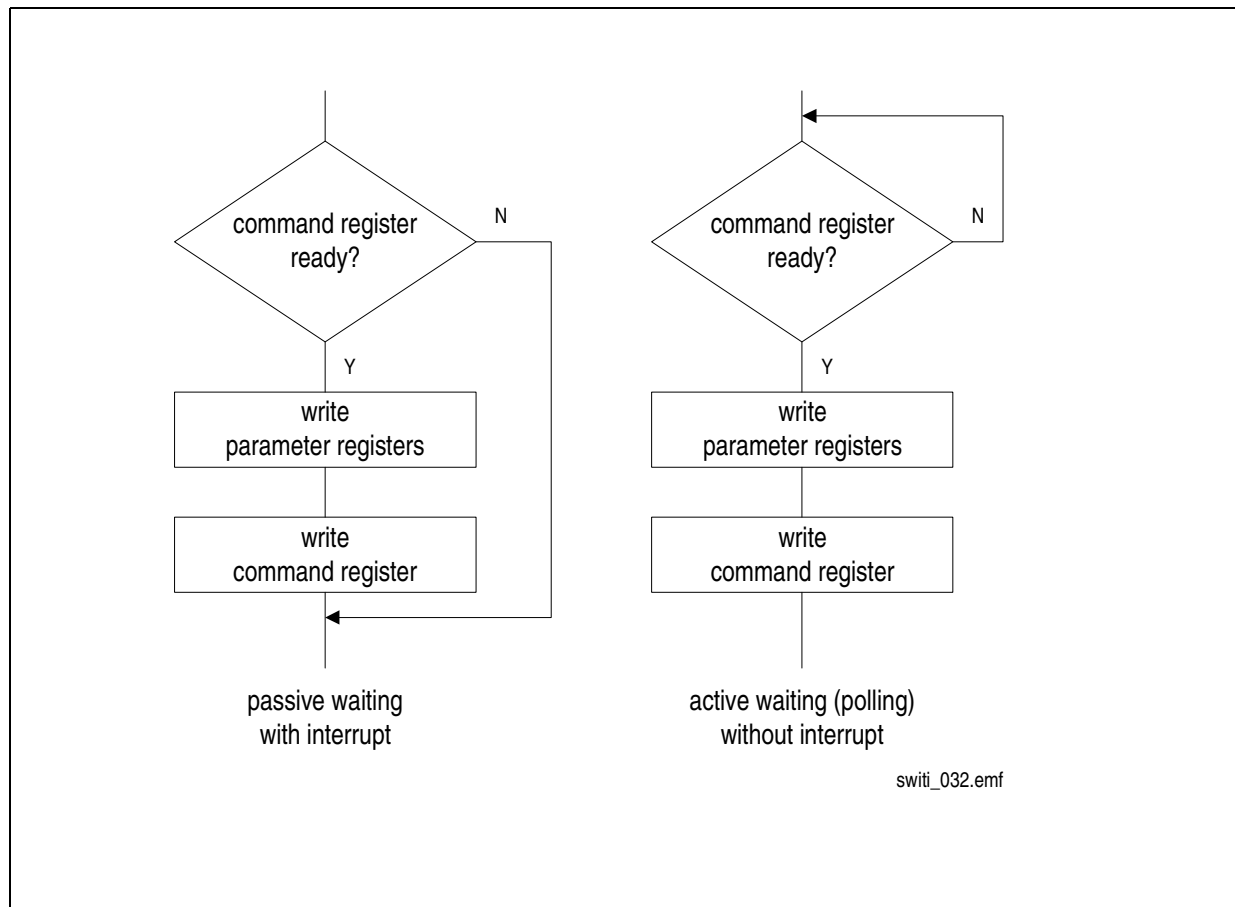 command register
ready?
N
Y
write
parameter registers
write
command register
passive waiting
with interrupt
command register
ready?
N
Y
write
parameter registers
write
command register
active waiting (polling)
without interrupt
switi_032.emf